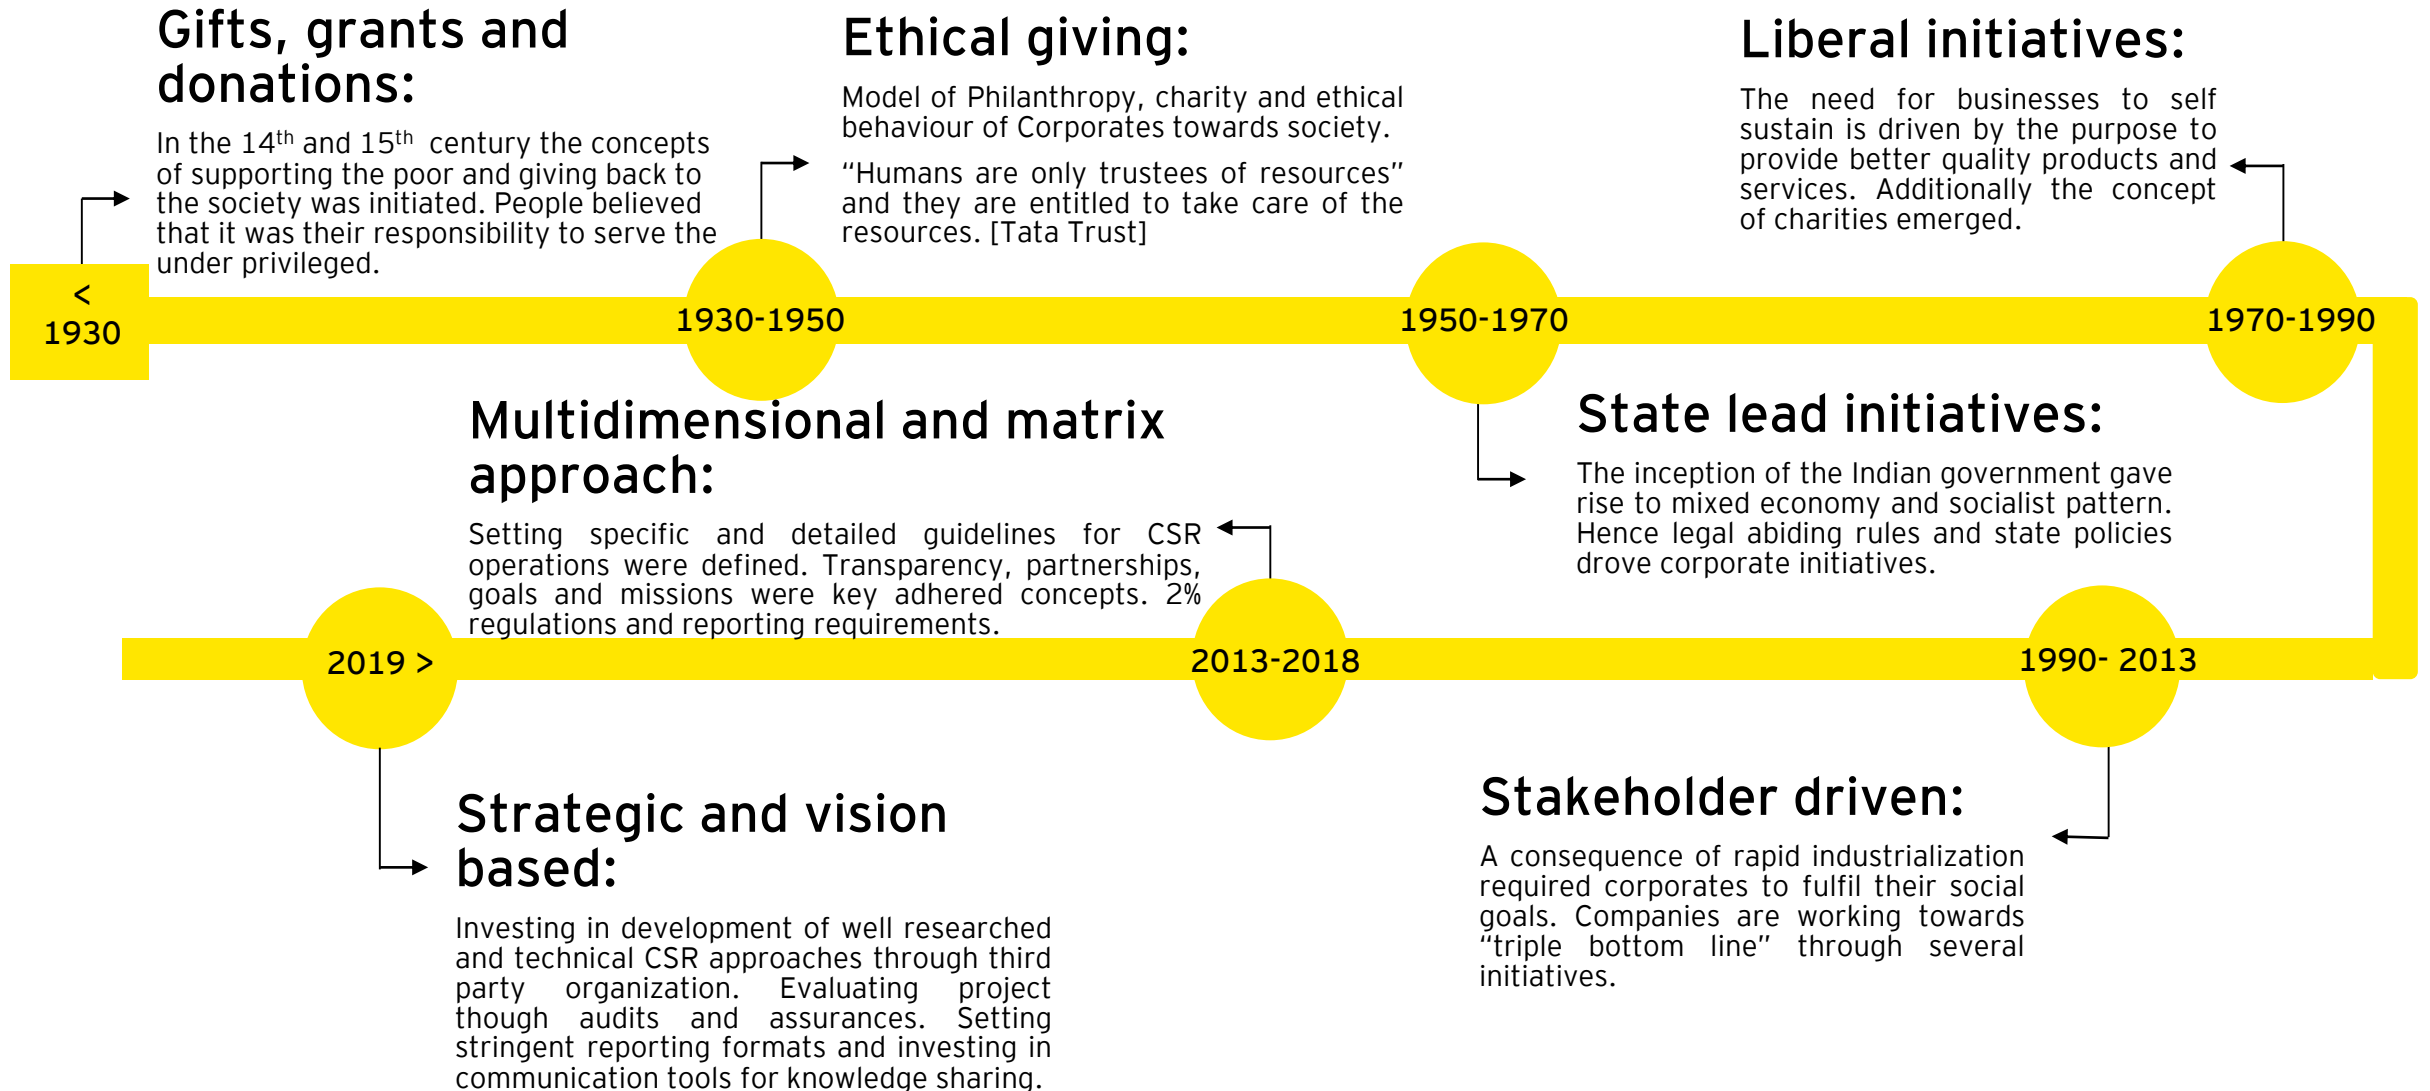 Gifts, grants and
donations:
In the 14th and 15th century the concepts
of supporting the poor and giving back to
the society was initiated. People believed
that it was their responsibility to serve the
under privileged.
<
1930
Ethical giving:
Model of Philanthropy, charity and ethical
behaviour of Corporates towards society.
“Humans are only trustees of resources”
and they are entitled to take care of the
resources. [Tata Trust]
1930-1950
1950-1970
State lead initiatives:
The inception of the Indian government gave
rise to mixed economy and socialist pattern.
Hence legal abiding rules and state policies
drove corporate initiatives.
Liberal initiatives:
The need for businesses to self
sustain is driven by the purpose to
provide better quality products and
services. Additionally the concept
of charities emerged.
1970-1990
1990- 2013
Stakeholder driven:
A consequence of rapid industrialization
required corporates to fulfil their social
goals. Companies are working towards
“triple bottom line” through several
initiatives.
Multidimensional and matrix
approach:
Setting specific and detailed guidelines for CSR
operations were defined. Transparency, partnerships,
goals and missions were key adhered concepts. 2%
regulations and reporting requirements.
2013-2018
2019 >
Strategic and vision
based:
Investing in development of well researched
and technical CSR approaches through third
party organization. Evaluating project
though audits and assurances. Setting
stringent reporting formats and investing in
communication tools for knowledge sharing.